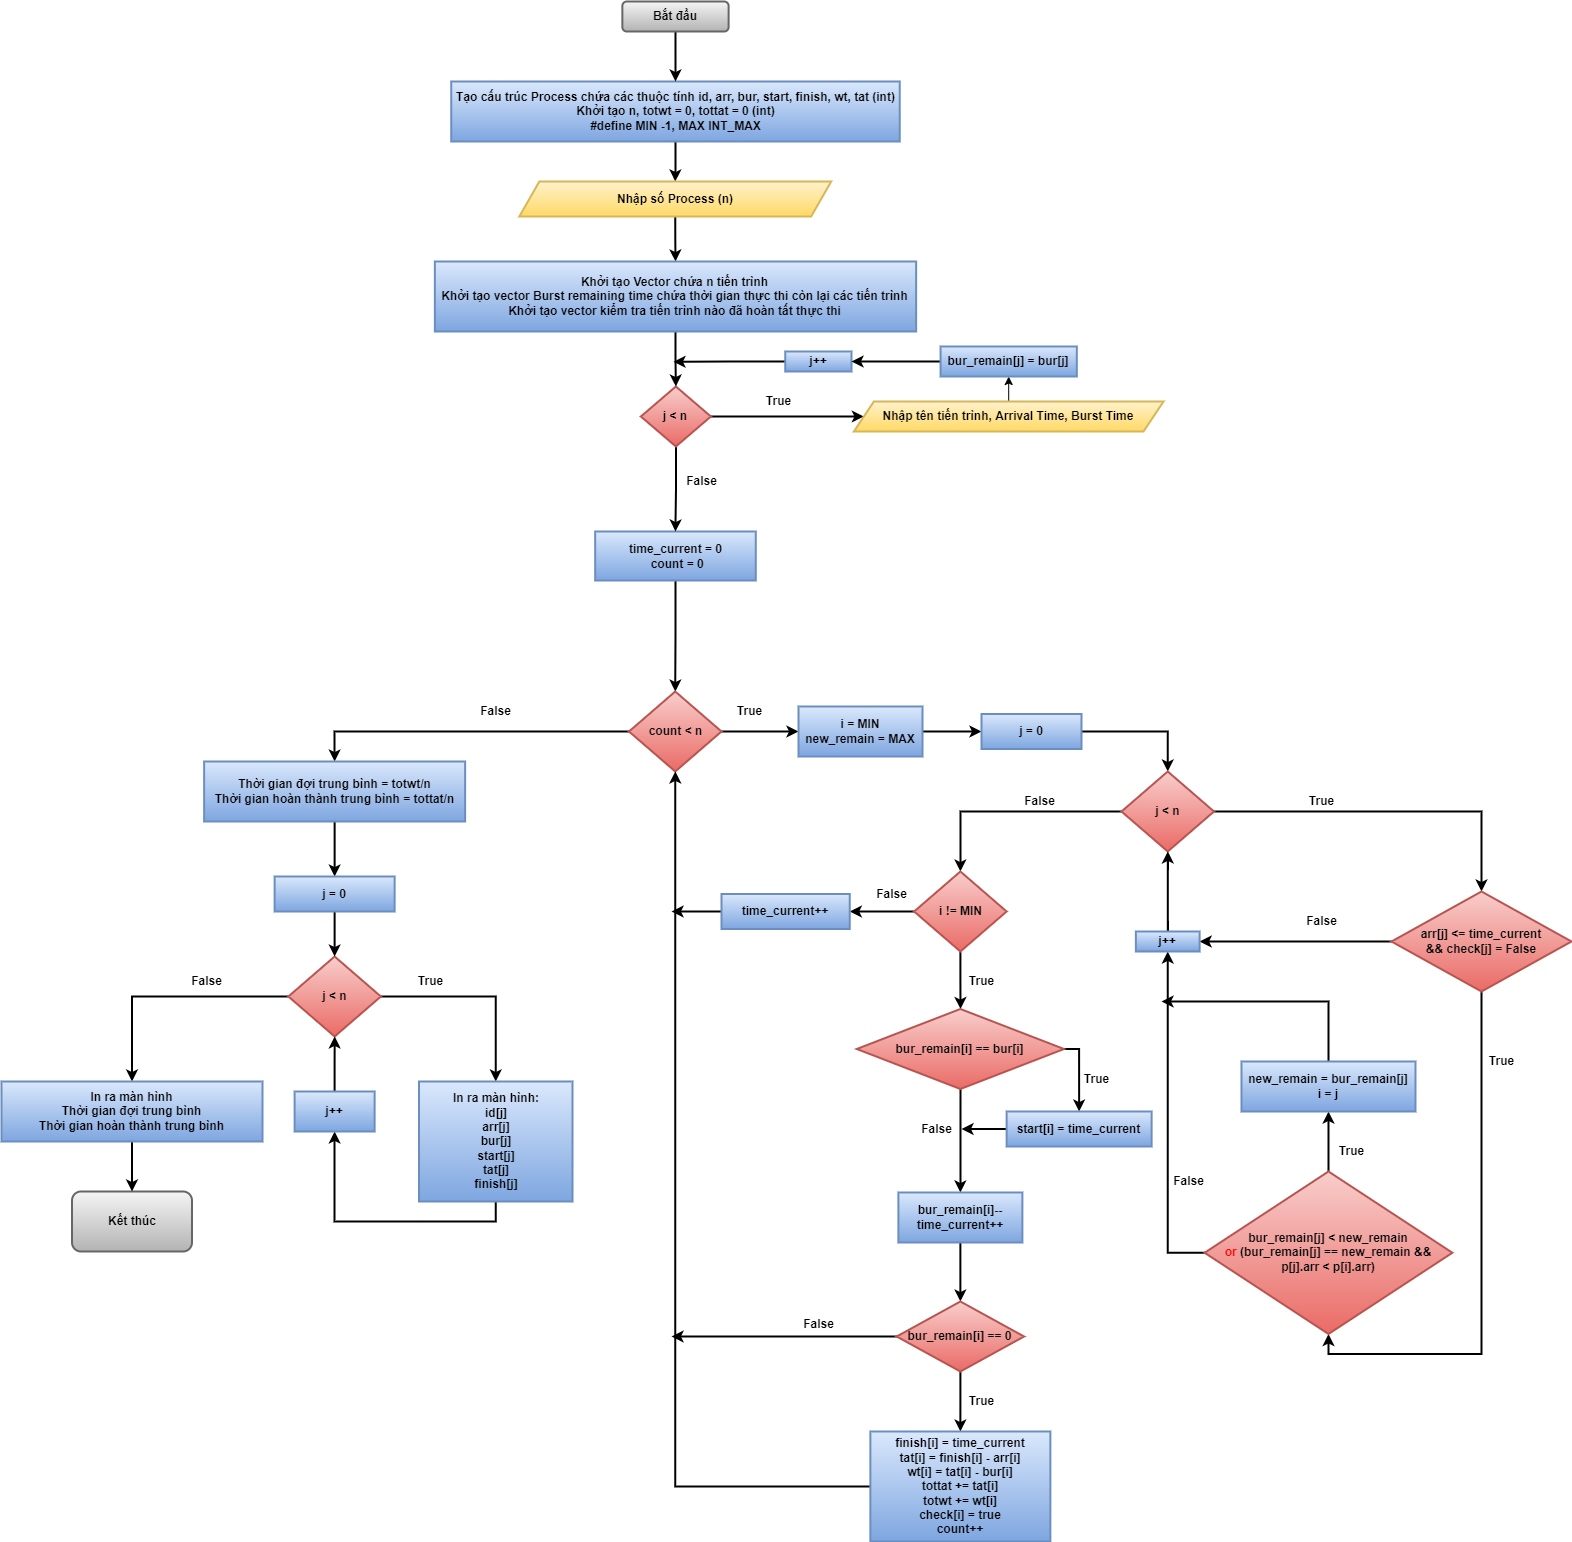 Bắt đầu
Tạo cấu trúc Process chứa các thuộc tính id, arr, bur, start, finish, wt, tat (int)
Khởi tạo n, totwt = 0, tottat = 0 (int)
#define MIN -1, MAX INT_MAX
Nhập số Process (n)
Khởi tạo Vector chứa n tiến trình
Khởi tạo vector Burst remaining time chứa thời gian thực thi còn lại các tiến trình
Khởi tạo vector kiểm tra tiến trình nào đã hoàn tất thực thi
j++
bur_remain[j] = bur[j]
j < n
True
Nhập tên tiến trình, Arrival Time, Burst Time
False
time_current = 0
count = 0
False
count < n
True
i = MIN
new_remain = MAX
j = 0
Thời gian đợi trung bình = totwt/n
Thời gian hoàn thành trung bình = tottat/n
False
j < n
True
j = 0
time_current++
False
i != MIN
j++
False
arr[j] <= time_current
&& check[j] = False
False
j < n
True
True
bur_remain[i] == bur[i]
True
True
new_remain = bur_remain[j]
i = j
In ra màn hình
Thời gian đợi trung bình
Thời gian hoàn thành trung bình
j++
In ra màn hình:
id[j]
arr[j]
bur[j]
start[j]
tat[j]
finish[j]
False
start[i] = time_current
True
False
Kết thúc
bur_remain[i]--
time_current++
bur_remain[j] < new_remain
or (bur_remain[j] == new_remain &&
p[j].arr < p[i].arr)
False
bur_remain[i] == 0
True
finish[i] = time_current
tat[i] = finish[i] - arr[i]
wt[i] = tat[i] - bur[i]
tottat += tat[i]
totwt += wt[i]
check[i] = true
count++